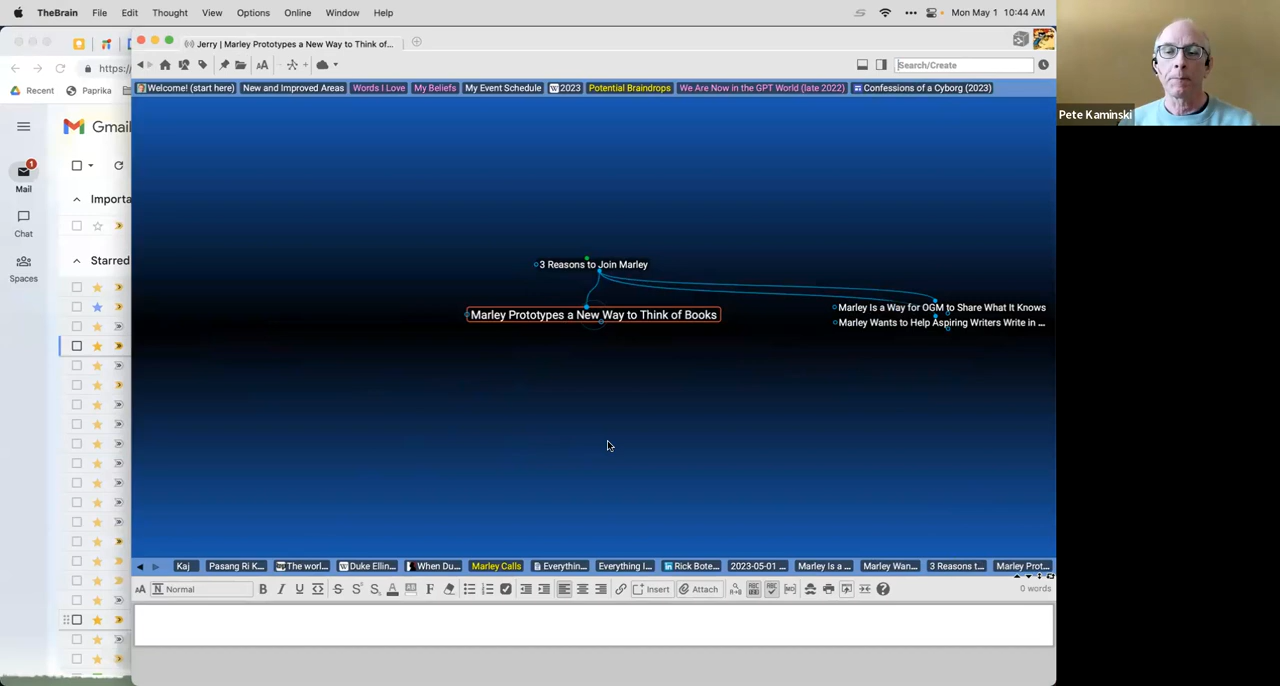 TheBrain File Edit Thought View Options Online Window Help Mon May 1 10:44 AM
Jerry | Marley Prototypes a New Way to Think of...
https:/
Search/Create
Recent Paprika
Welcome! (start here) New and Improved Areas Words I Love My Beliefs My Event Schedule 2023 Potential Braindrops We Are Now in the GPT World (late 2022) Confessions of a Cyborg (2023)
Pete Kaminski
Gmail
1
Mail
Importa
Chat
Starred
Spaces
3 Reasons to Join Marley
Marley Prototypes a New Way to Think of Books
Marley Is a Way for OGM to Share What It Knows
Marley Wants to Help Aspiring Writers Write in ...
Kaj Pasang Ri K... The worl... Duke Ellin... When Du... Marley Calls Everythin... Everything I... Rick Bote... 2023-05-01 ... Marley Is a ... Marley Wan... 3 Reasons t... Marley Prot...
AA Normal B I U S S S A F Insert Attach 0 words